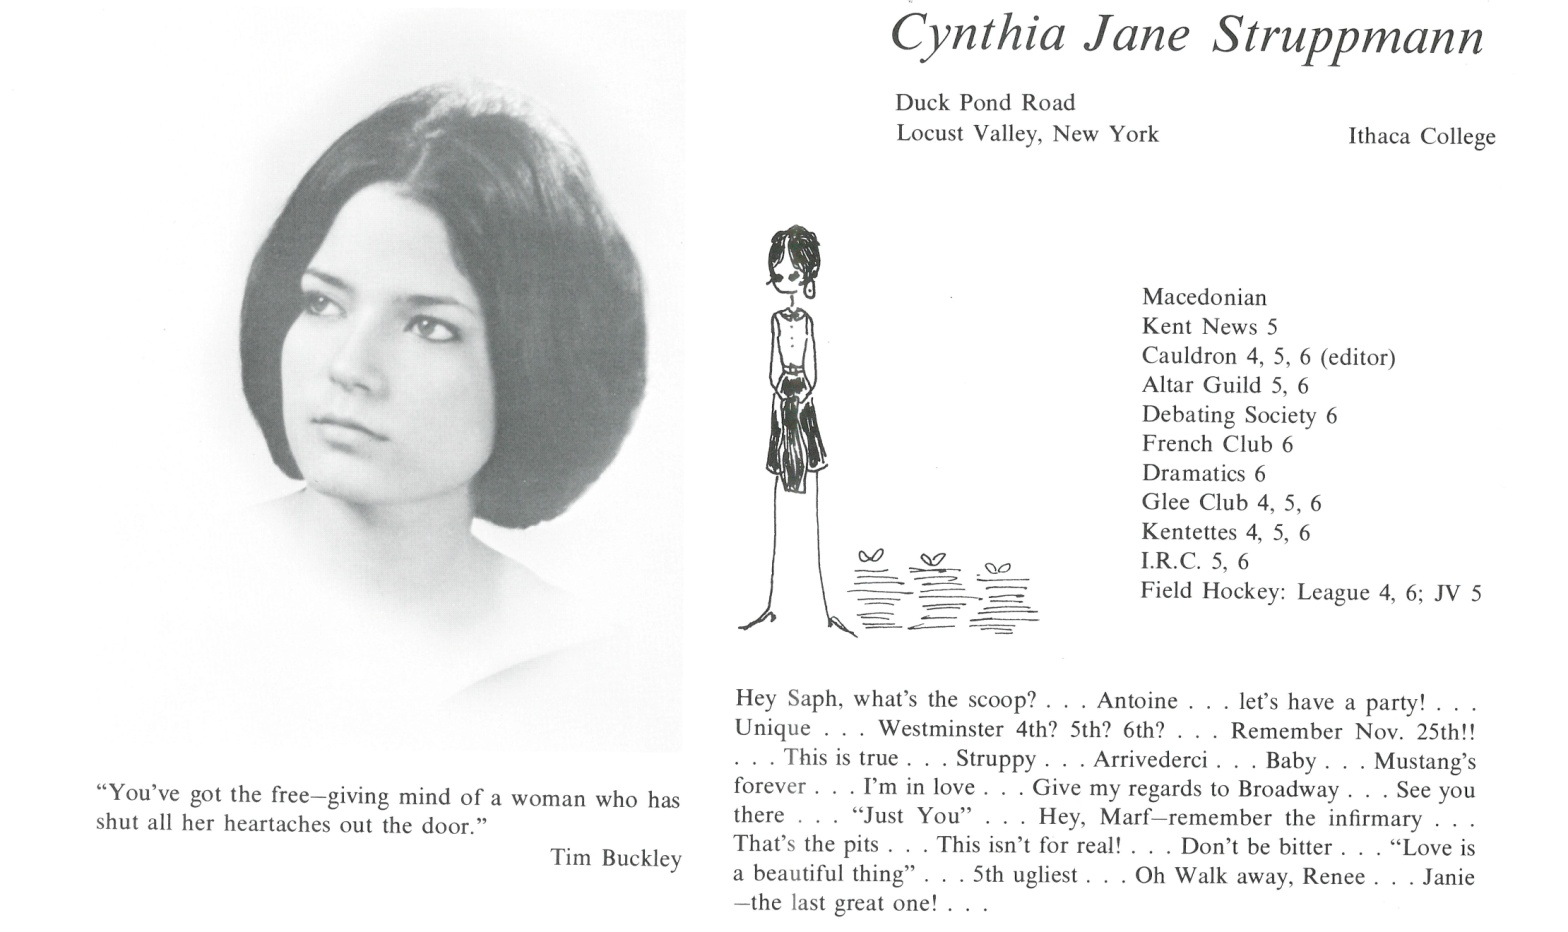 Cynthia Jane Struppmann
Duck Pond Road
Locust Valley, New York
Ithaca College
Macedonian
Kent News 5
Cauldron 4, 5, 6 (editor)
Altar Guild 5, 6
Debating Society 6
French Club 6
Dramatics 6
Glee Club 4, 5, 6
Kentettes 4, 5, 6
I.R.C. 5, 6
Field Hockey: League 4, 6; JV 5
"You've got the free—giving mind of a woman who has
shut all her heartaches out the door."
Tim Buckley
Hey Saph, what's the scoop? . . . Antoine . . . let's have a party! . . .
Unique . . . Westminster 4th? 5th? 6th? . . . Remember Nov. 25th!!
. . . This is true . . . Struppy . . . Arrivederci . . . Baby . . . Mustang's
forever . . . I'm in love . . . Give my regards to Broadway . . . See you
there . . . "Just You" . . . Hey, Marf—remember the infirmary . . .
That's the pits . . . This isn't for real! . . . Don't be bitter . . . "Love is
a beautiful thing" . . . 5th ugliest . . . Oh Walk away, Renee . . . Janie
—the last great one! . . .